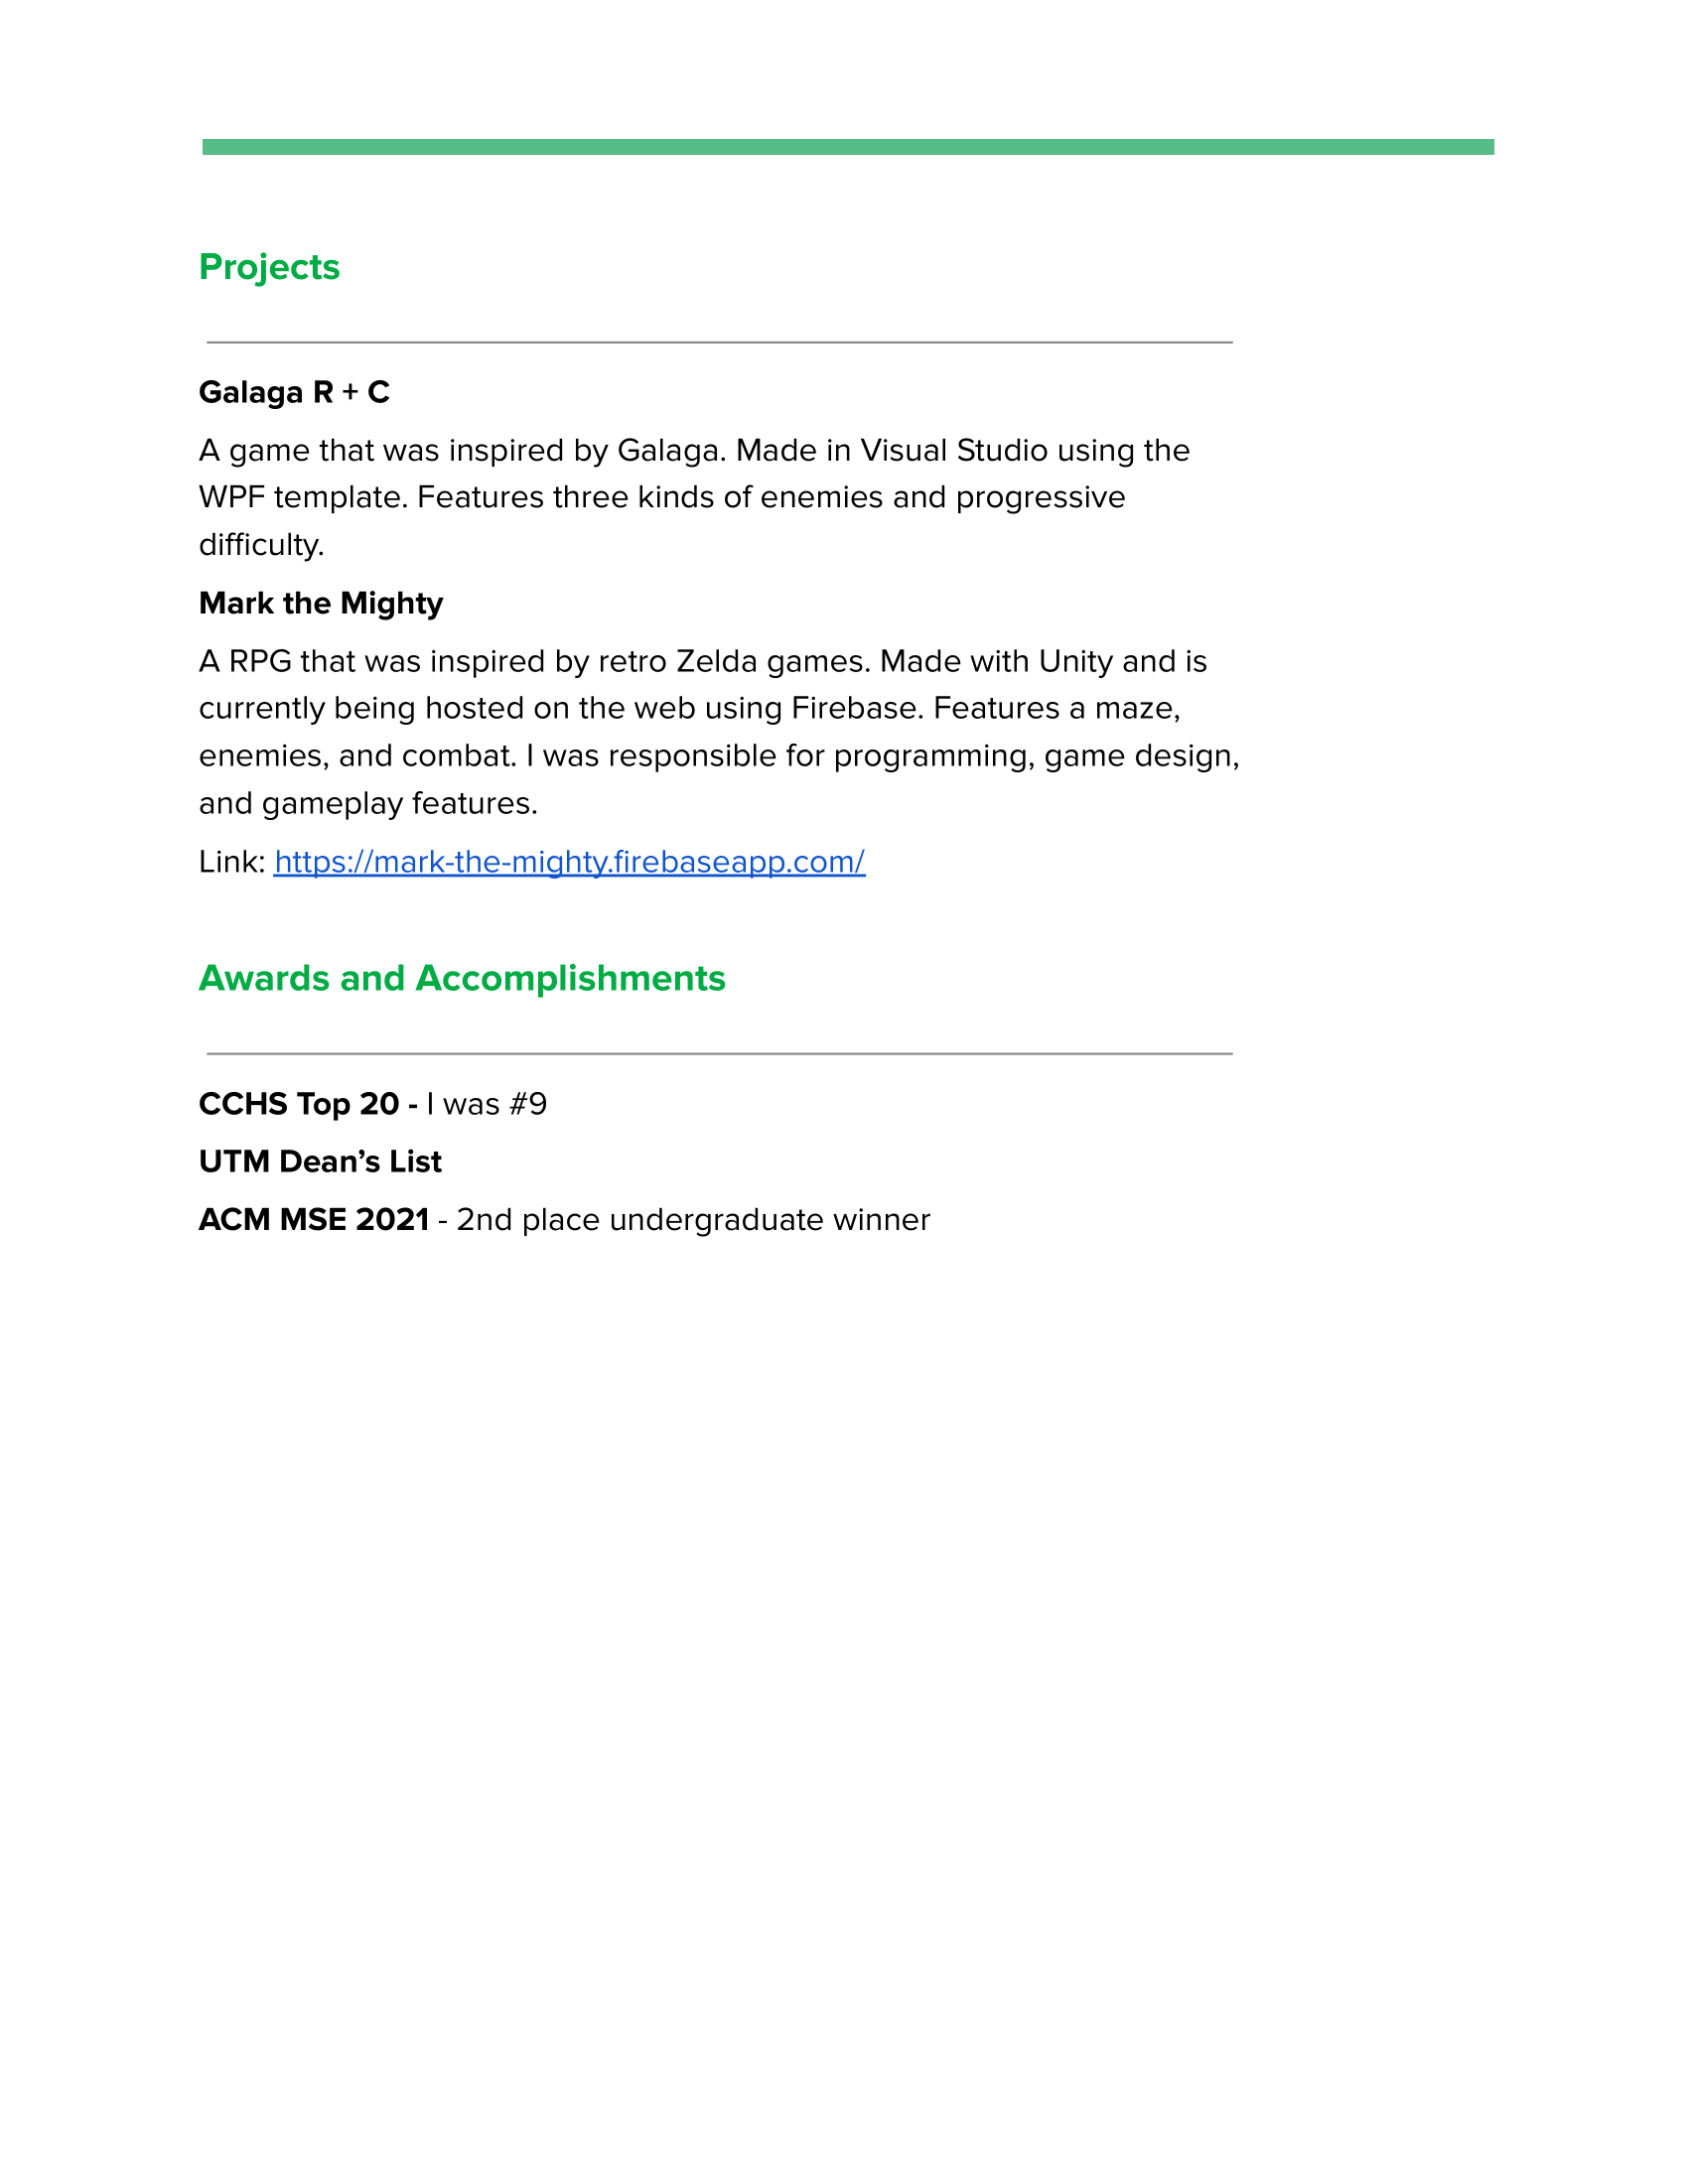 Projects
Galaga R + C
A game that was inspired by Galaga. Made in Visual Studio using the
WPF template. Features three kinds of enemies and progressive
difficulty.
Mark the Mighty
A RPG that was inspired by retro Zelda games. Made with Unity and is
currently being hosted on the web using Firebase. Features a maze,
enemies, and combat. I was responsible for programming, game design,
and gameplay features.
Link: https://mark-the-mighty.firebaseapp.com/
Awards and Accomplishments
CCHS Top 20 - I was #9
UTM Dean’s List
ACM MSE 2021 - 2nd place undergraduate winner